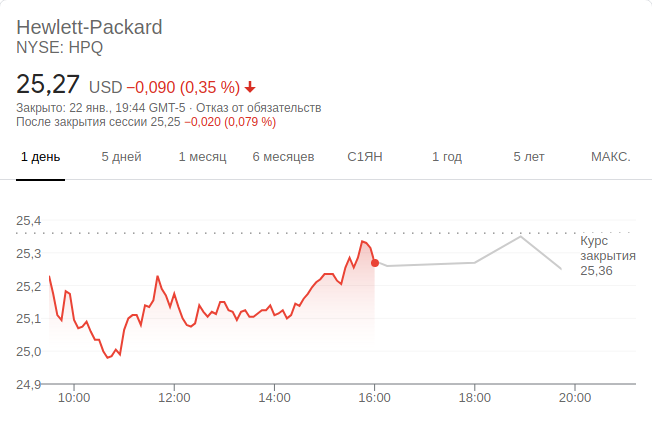 Hewlett-Packard
NYSE: HPQ
25,27 USD −0,090 (0,35 %)
Закрыто: 22 янв., 19:44 GMT-5 · Отказ от обязательств
После закрытия сессии 25,25 −0,020 (0,079 %)
1 день 5 дней 1 месяц 6 месяцев С1ЯН 1 год 5 лет МАКС.
25,4
Курс
закрытия
25,36
25,3
25,2
25,1
25,0
24,9
10:00 12:00 14:00 16:00 18:00 20:00